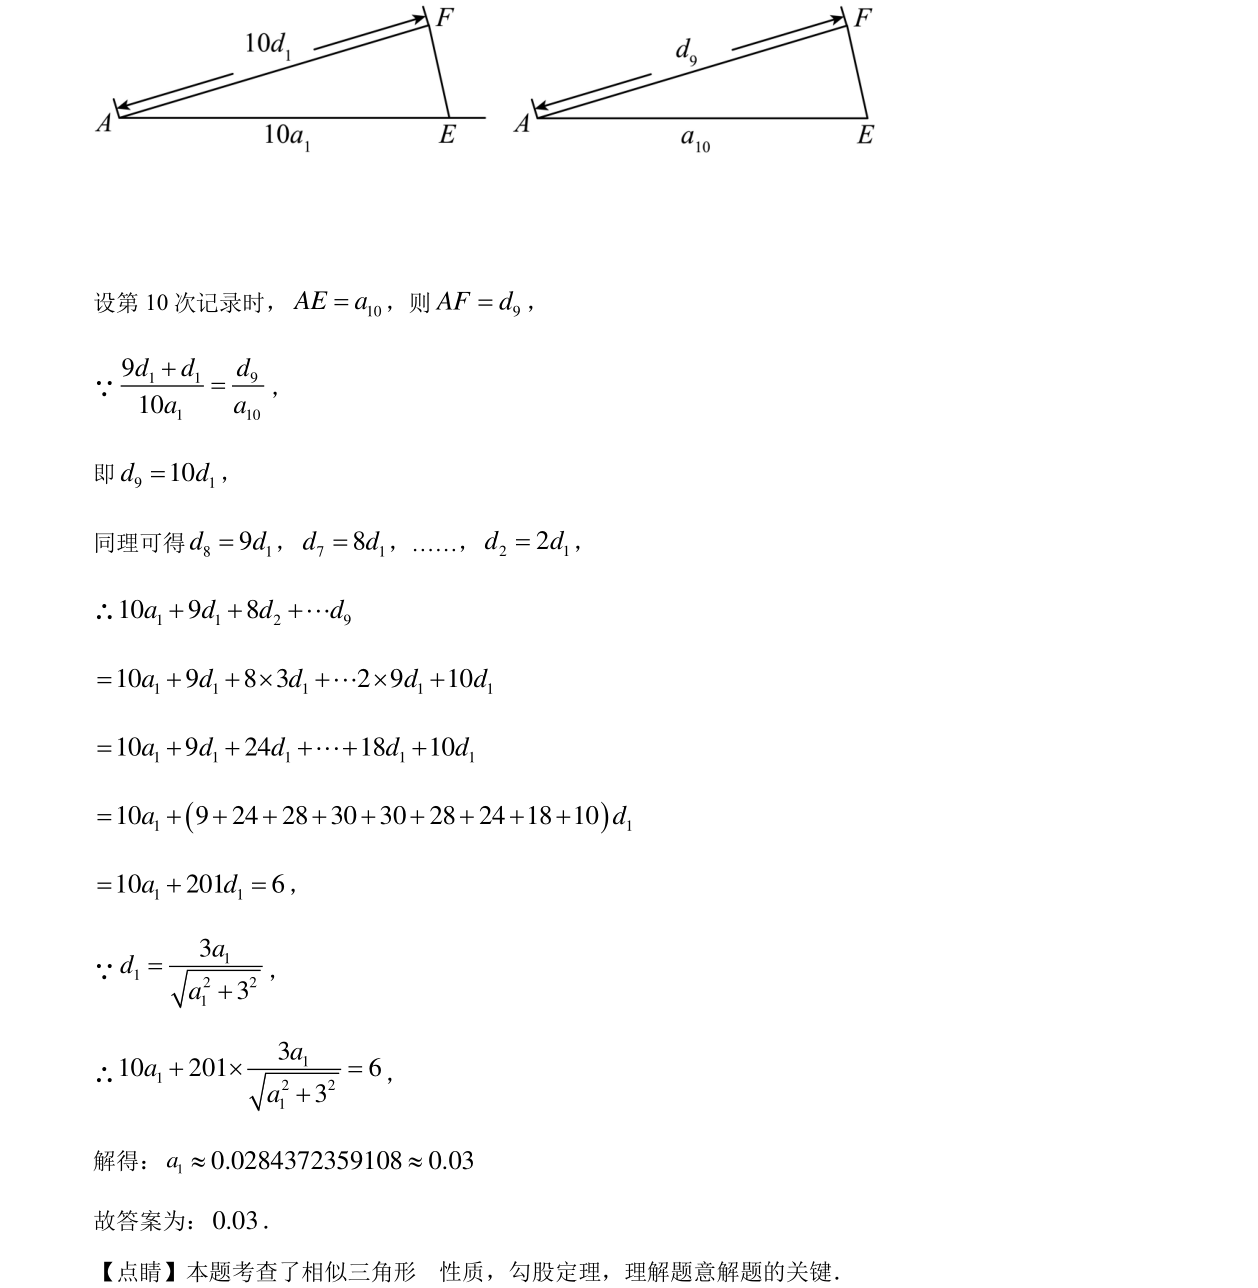 10d₁ F d₉ F
A 10a₁ E A a₁₀ E
设第 10 次记录时，AE = a₁₀，则 AF = d₉，
∵ (9d₁ + d₁)/(10a₁) = d₉/a₁₀，
即 d₉ = 10d₁，
同理可得 d₈ = 9d₁，d₇ = 8d₁，……，d₂ = 2d₁，
∴ 10a₁ + 9d₁ + 8d₂ + ⋯d₉
= 10a₁ + 9d₁ + 8×3d₁ + ⋯2×9d₁ + 10d₁
= 10a₁ + 9d₁ + 24d₁ + ⋯ + 18d₁ + 10d₁
= 10a₁ + (9 + 24 + 28 + 30 + 30 + 28 + 24 + 18 + 10)d₁
= 10a₁ + 201d₁ = 6，
∵ d₁ = 3a₁/√(a₁² + 3²)，
∴ 10a₁ + 201× 3a₁/√(a₁² + 3²) = 6，
解得：a₁ ≈ 0.0284372359108 ≈ 0.03
故答案为：0.03．
【点睛】本题考查了相似三角形 性质，勾股定理，理解题意解题的关键．